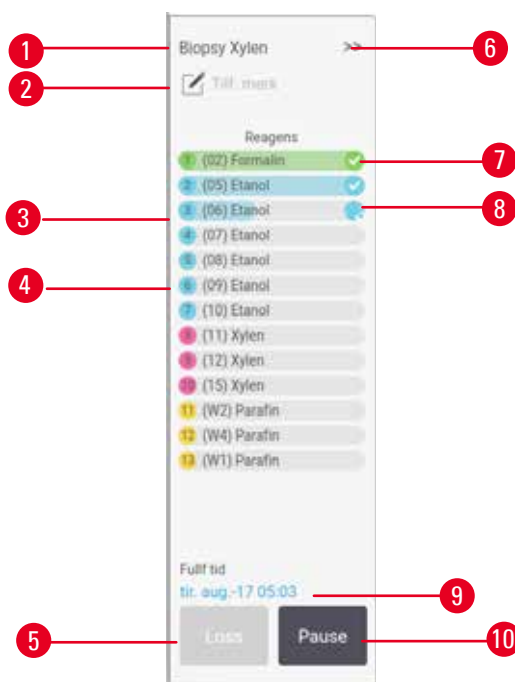 1 Biopsy Xylen >> 6
2 Tilf. merk
Reagens
1 (02) Formalin 7
2 (05) Etanol
3 3 (06) Etanol 8
4 (07) Etanol
5 (08) Etanol
4 6 (09) Etanol
7 (10) Etanol
8 (11) Xylen
9 (12) Xylen
10 (15) Xylen
11 (W2) Parafin
12 (W4) Parafin
13 (W1) Parafin
Fullf tid
tir. aug.-17 05:03 9
5 Loss Pause 10